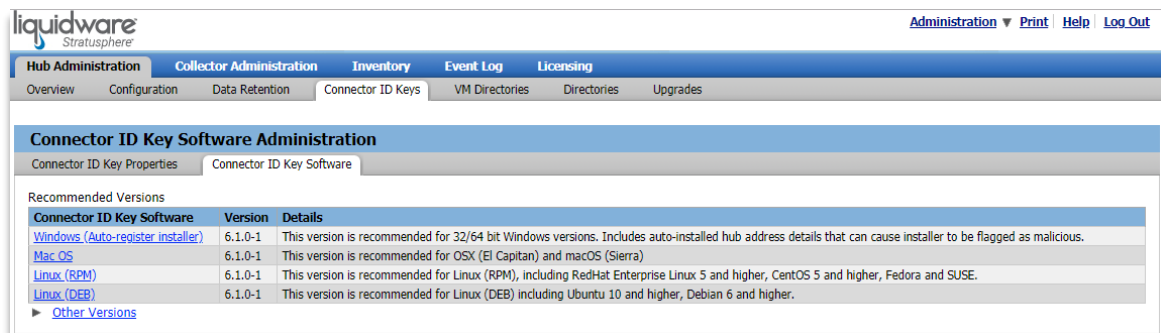 liquidware
Stratusphere
Administration ▼ Print Help Log Out
Hub Administration Collector Administration Inventory Event Log Licensing
Overview Configuration Data Retention Connector ID Keys VM Directories Directories Upgrades
Connector ID Key Software Administration
Connector ID Key Properties Connector ID Key Software
Recommended Versions
Connector ID Key Software Version Details
Windows (Auto-register installer) 6.1.0-1 This version is recommended for 32/64 bit Windows versions. Includes auto-installed hub address details that can cause installer to be flagged as malicious.
Mac OS 6.1.0-1 This version is recommended for OSX (El Capitan) and macOS (Sierra)
Linux (RPM) 6.1.0-1 This version is recommended for Linux (RPM), including RedHat Enterprise Linux 5 and higher, CentOS 5 and higher, Fedora and SUSE.
Linux (DEB) 6.1.0-1 This version is recommended for Linux (DEB) including Ubuntu 10 and higher, Debian 6 and higher.
► Other Versions